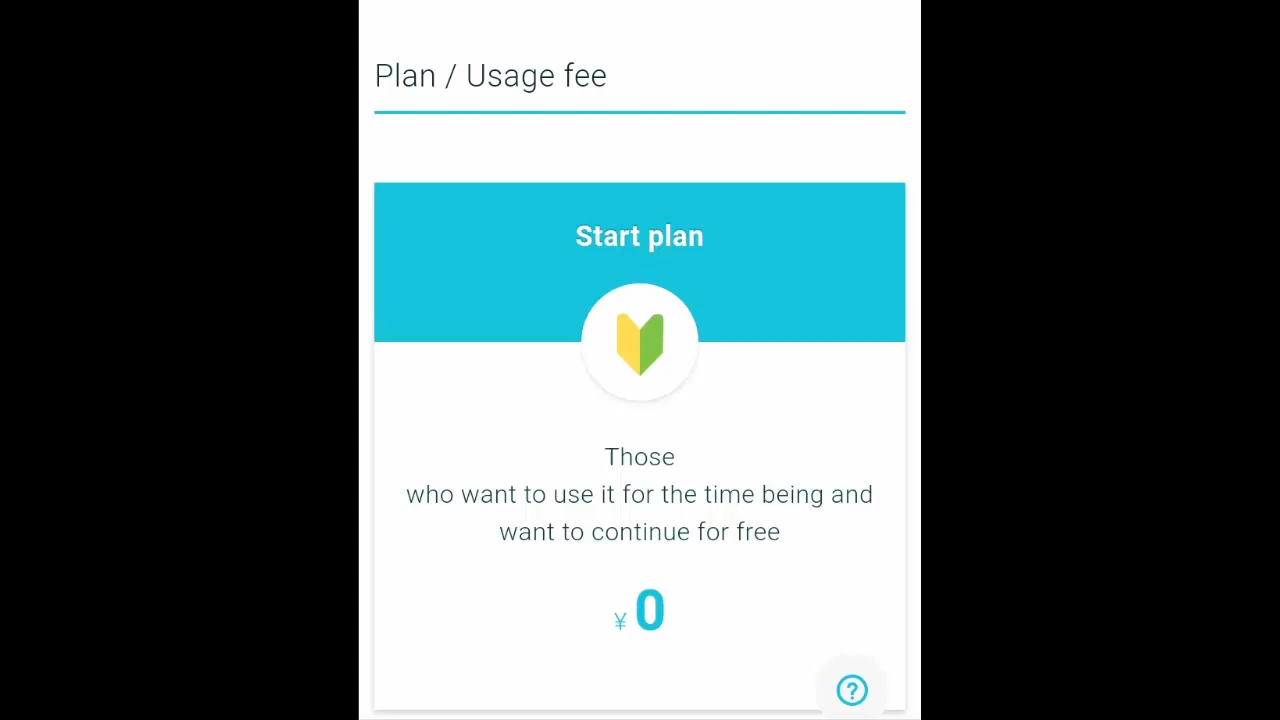 Plan / Usage fee
Start plan
Those
who want to use it for the time being and
want to continue for free
¥ 0
?